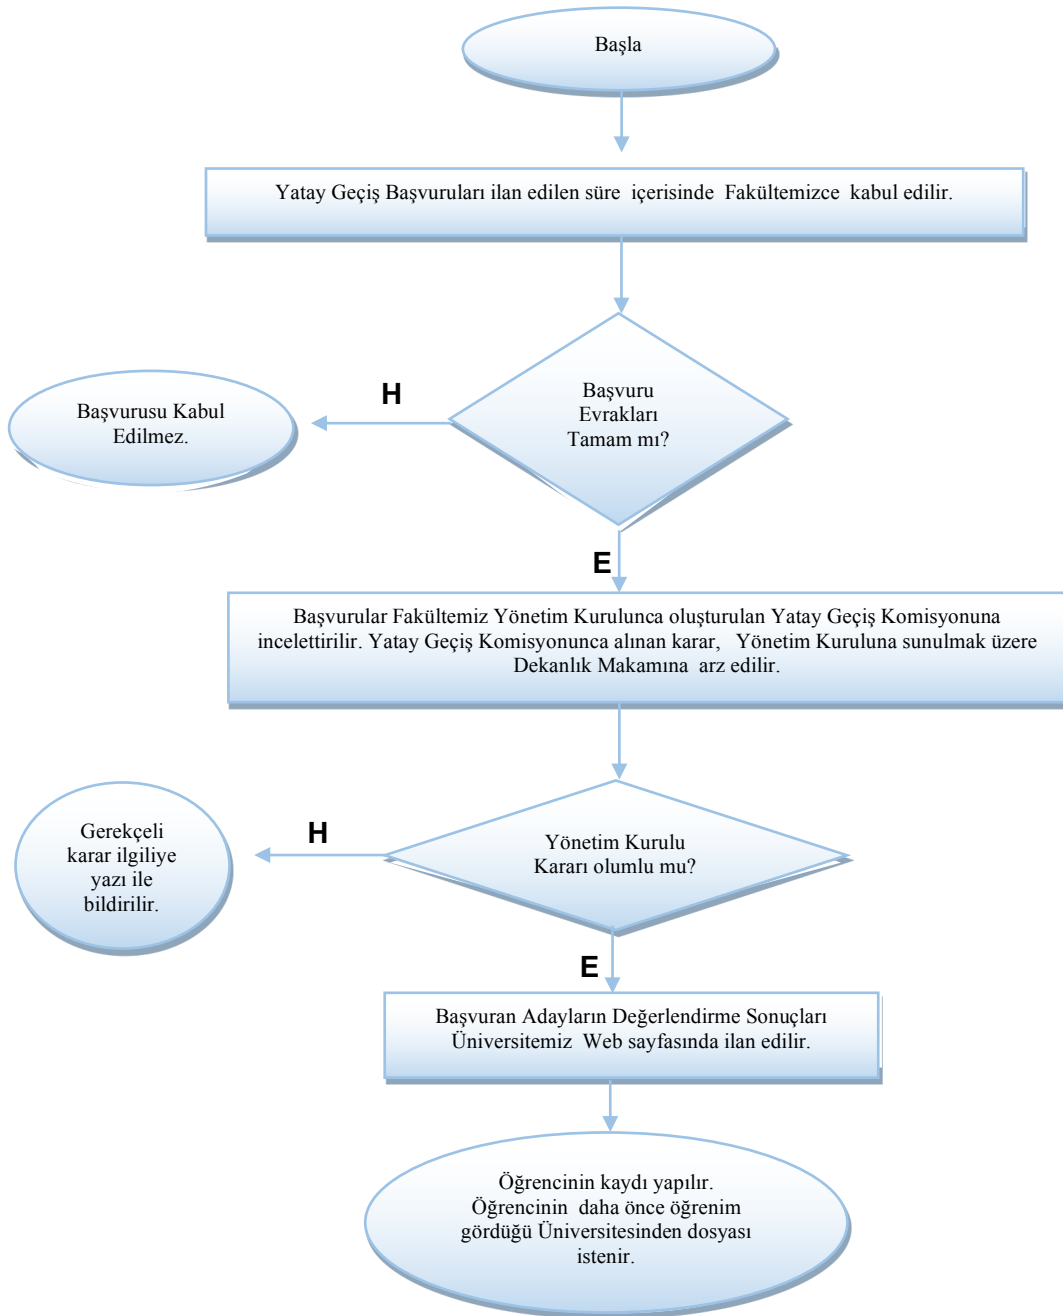 Başla
Yatay Geçiş Başvuruları ilan edilen süre içerisinde Fakültemizce kabul edilir.
Başvuru
Evrakları
Tamam mı?
H
Başvurusu Kabul
Edilmez.
E
Başvurular Fakültemiz Yönetim Kurulunca oluşturulan Yatay Geçiş Komisyonuna
incelettirilir. Yatay Geçiş Komisyonunca alınan karar, Yönetim Kuruluna sunulmak üzere
Dekanlık Makamına arz edilir.
Yönetim Kurulu
Kararı olumlu mu?
H
Gerekçeli
karar ilgiliye
yazı ile
bildirilir.
E
Başvuran Adayların Değerlendirme Sonuçları
Üniversitemiz Web sayfasında ilan edilir.
Öğrencinin kaydı yapılır.
Öğrencinin daha önce öğrenim
gördüğü Üniversitesinden dosyası
istenir.